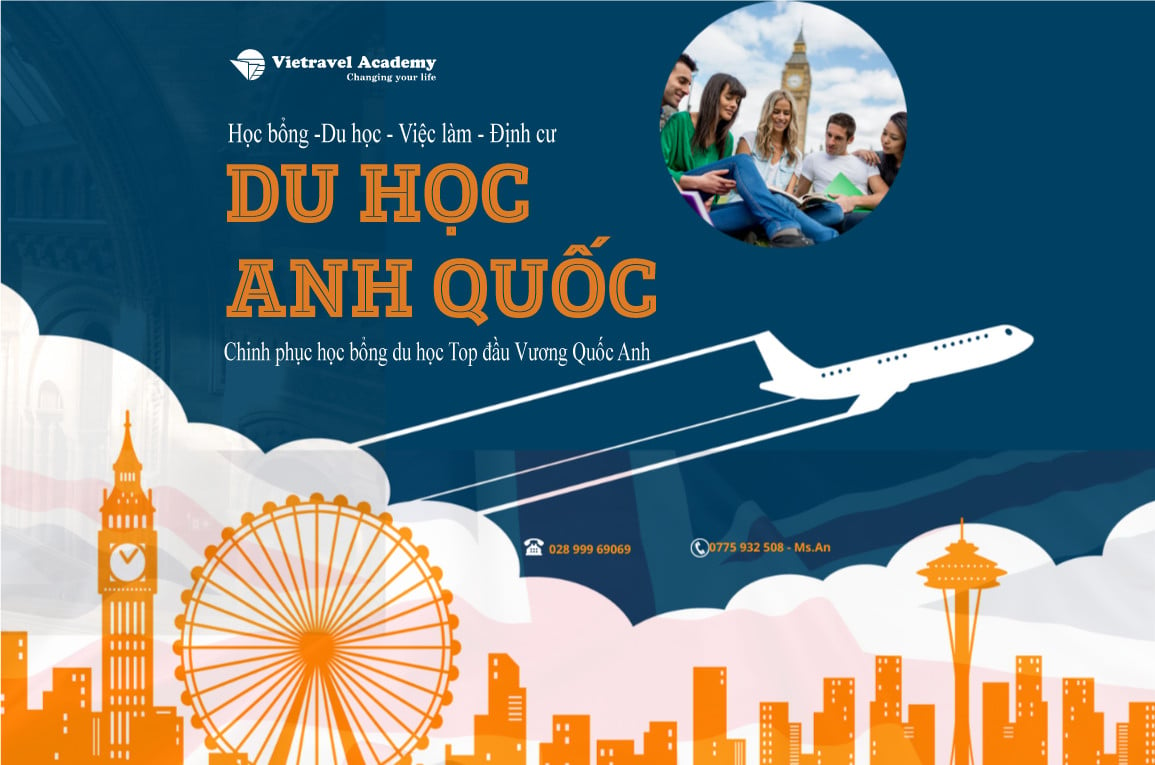 Vietravel Academy
Changing your life
Học bổng -Du học - Việc làm - Định cư
DU HỌC
ANH QUỐC
Chinh phục học bổng du học Top đầu Vương Quốc Anh
028 999 69069
0775 932 508 - Ms.An